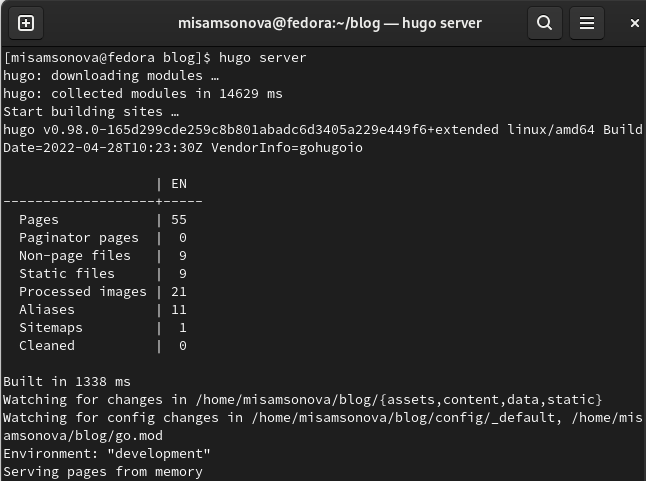 misamsonova@fedora:~/blog — hugo server
[misamsonova@fedora blog]$ hugo server
hugo: downloading modules …
hugo: collected modules in 14629 ms
Start building sites …
hugo v0.98.0-165d299cde259c8b801abadc6d3405a229e449f6+extended linux/amd64 Build
Date=2022-04-28T10:23:30Z VendorInfo=gohugoio
                   | EN
-------------------+-----
  Pages            | 55
  Paginator pages  |  0
  Non-page files   |  9
  Static files     |  9
  Processed images | 21
  Aliases          | 11
  Sitemaps         |  1
  Cleaned          |  0
Built in 1338 ms
Watching for changes in /home/misamsonova/blog/{assets,content,data,static}
Watching for config changes in /home/misamsonova/blog/config/_default, /home/mis
amsonova/blog/go.mod
Environment: "development"
Serving pages from memory